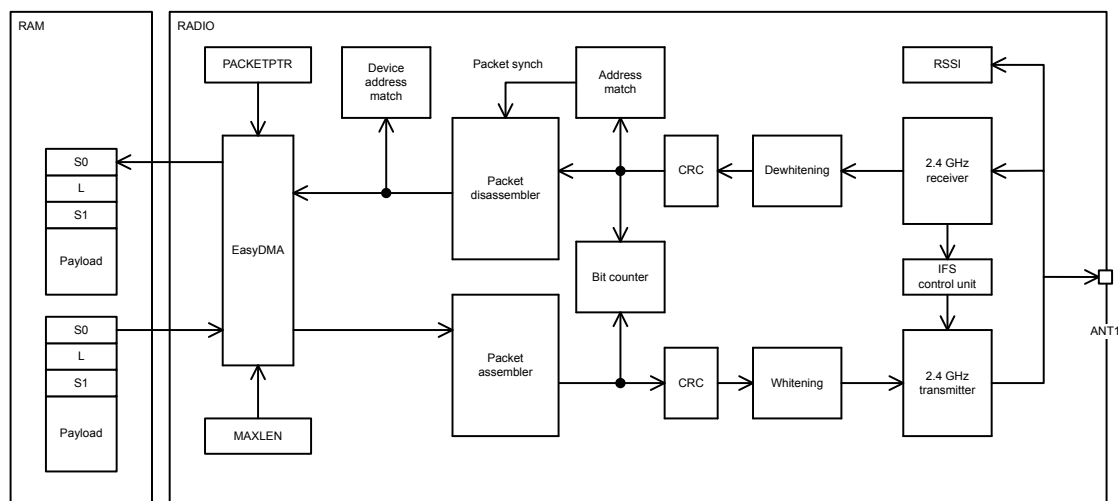 RAM
RADIO
PACKETPTR
Device
address
match
Packet synch
Address
match
RSSI
S0
L
S1
Payload
EasyDMA
Packet
disassembler
CRC
Dewhitening
2.4 GHz
receiver
Bit counter
IFS
control unit
ANT1
S0
L
S1
Payload
Packet
assembler
CRC
Whitening
2.4 GHz
transmitter
MAXLEN